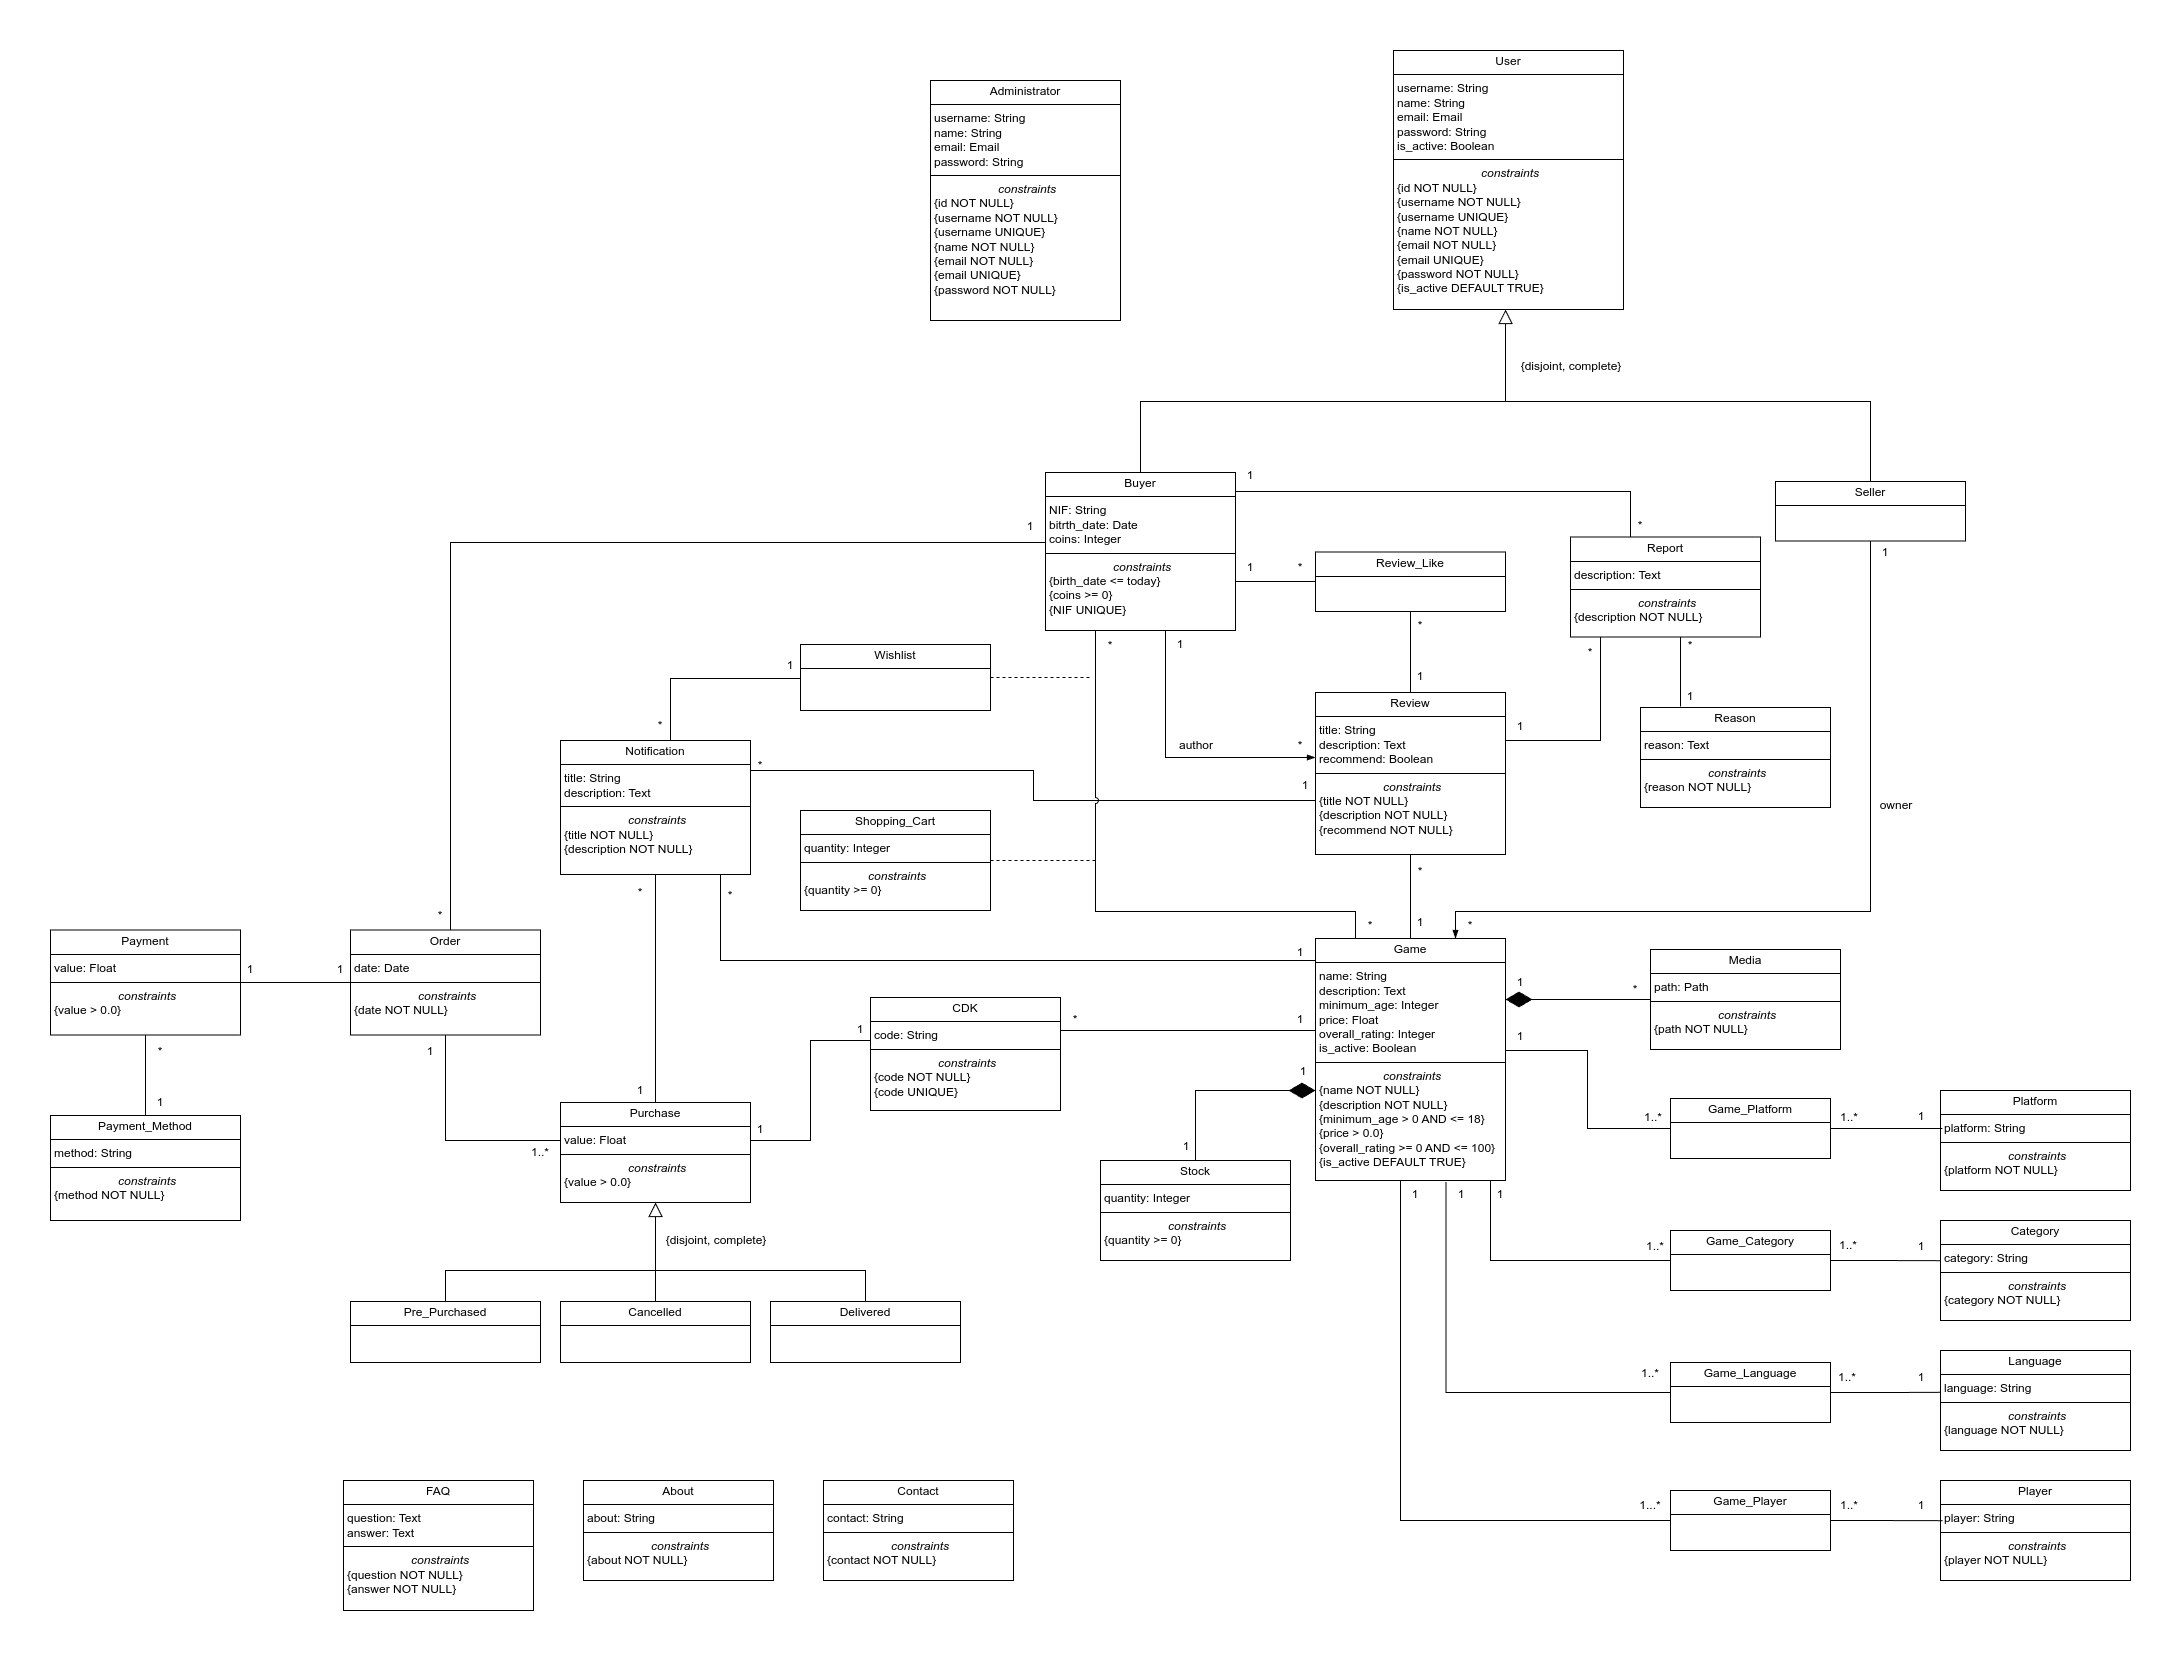 User
username: String
name: String
email: Email
password: String
is_active: Boolean
constraints
{id NOT NULL}
{username NOT NULL}
{username UNIQUE}
{name NOT NULL}
{email NOT NULL}
{email UNIQUE}
{password NOT NULL}
{is_active DEFAULT TRUE}
Administrator
username: String
name: String
email: Email
password: String
constraints
{id NOT NULL}
{username NOT NULL}
{username UNIQUE}
{name NOT NULL}
{email NOT NULL}
{email UNIQUE}
{password NOT NULL}
{disjoint, complete}
Buyer
NIF: String
bitrth_date: Date
coins: Integer
constraints
{birth_date <= today}
{coins >= 0}
{NIF UNIQUE}
1
*
1
1
*
*
1
Seller
1
owner
*
Report
description: Text
constraints
{description NOT NULL}
*
*
1
1
Reason
reason: Text
constraints
{reason NOT NULL}
Review_Like
*
1
Review
title: String
description: Text
recommend: Boolean
constraints
{title NOT NULL}
{description NOT NULL}
{recommend NOT NULL}
author
*
1
*
1
Wishlist
1
*
Notification
title: String
description: Text
constraints
{title NOT NULL}
{description NOT NULL}
*
*
*
Shopping_Cart
quantity: Integer
constraints
{quantity >= 0}
*
*
Payment
value: Float
constraints
{value > 0.0}
1
1
*
1
Order
date: Date
constraints
{date NOT NULL}
1
1..*
Payment_Method
method: String
constraints
{method NOT NULL}
CDK
code: String
constraints
{code NOT NULL}
{code UNIQUE}
1
*
1
1
Purchase
value: Float
constraints
{value > 0.0}
1
1
{disjoint, complete}
Pre_Purchased
Cancelled
Delivered
Game
name: String
description: Text
minimum_age: Integer
price: Float
overall_rating: Integer
is_active: Boolean
constraints
{name NOT NULL}
{description NOT NULL}
{minimum_age > 0 AND <= 18}
{price > 0.0}
{overall_rating >= 0 AND <= 100}
{is_active DEFAULT TRUE}
1
1
Stock
quantity: Integer
constraints
{quantity >= 0}
1
*
Media
path: Path
constraints
{path NOT NULL}
1
1..*
Game_Platform
1..*
1
Platform
platform: String
constraints
{platform NOT NULL}
1
1
1
1..*
Game_Category
1..*
1
Category
category: String
constraints
{category NOT NULL}
1..*
Game_Language
1..*
1
Language
language: String
constraints
{language NOT NULL}
1...*
Game_Player
1..*
1
Player
player: String
constraints
{player NOT NULL}
FAQ
question: Text
answer: Text
constraints
{question NOT NULL}
{answer NOT NULL}
About
about: String
constraints
{about NOT NULL}
Contact
contact: String
constraints
{contact NOT NULL}